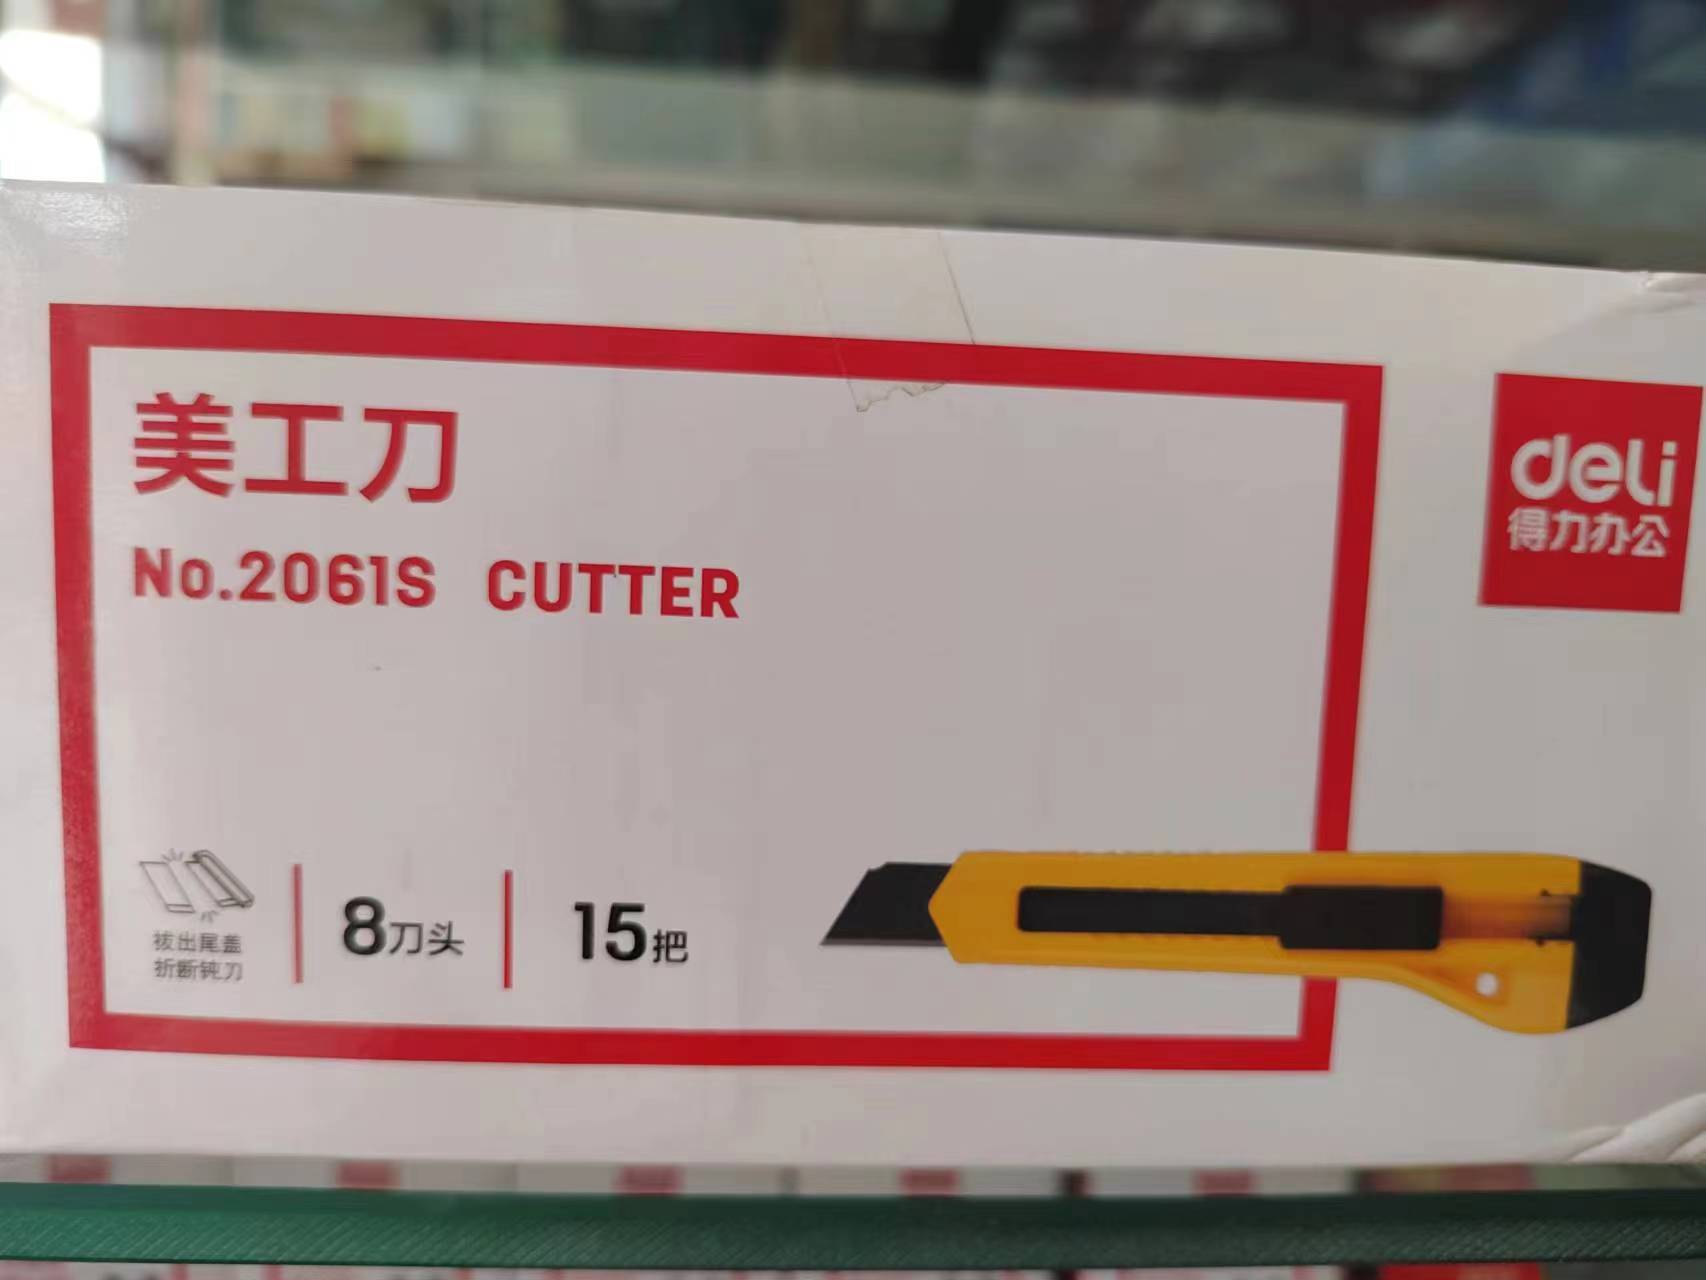 美工刀
No.2061S CUTTER
deli
得力办公
拔出尾盖
折断钝刀
8刀头
15把